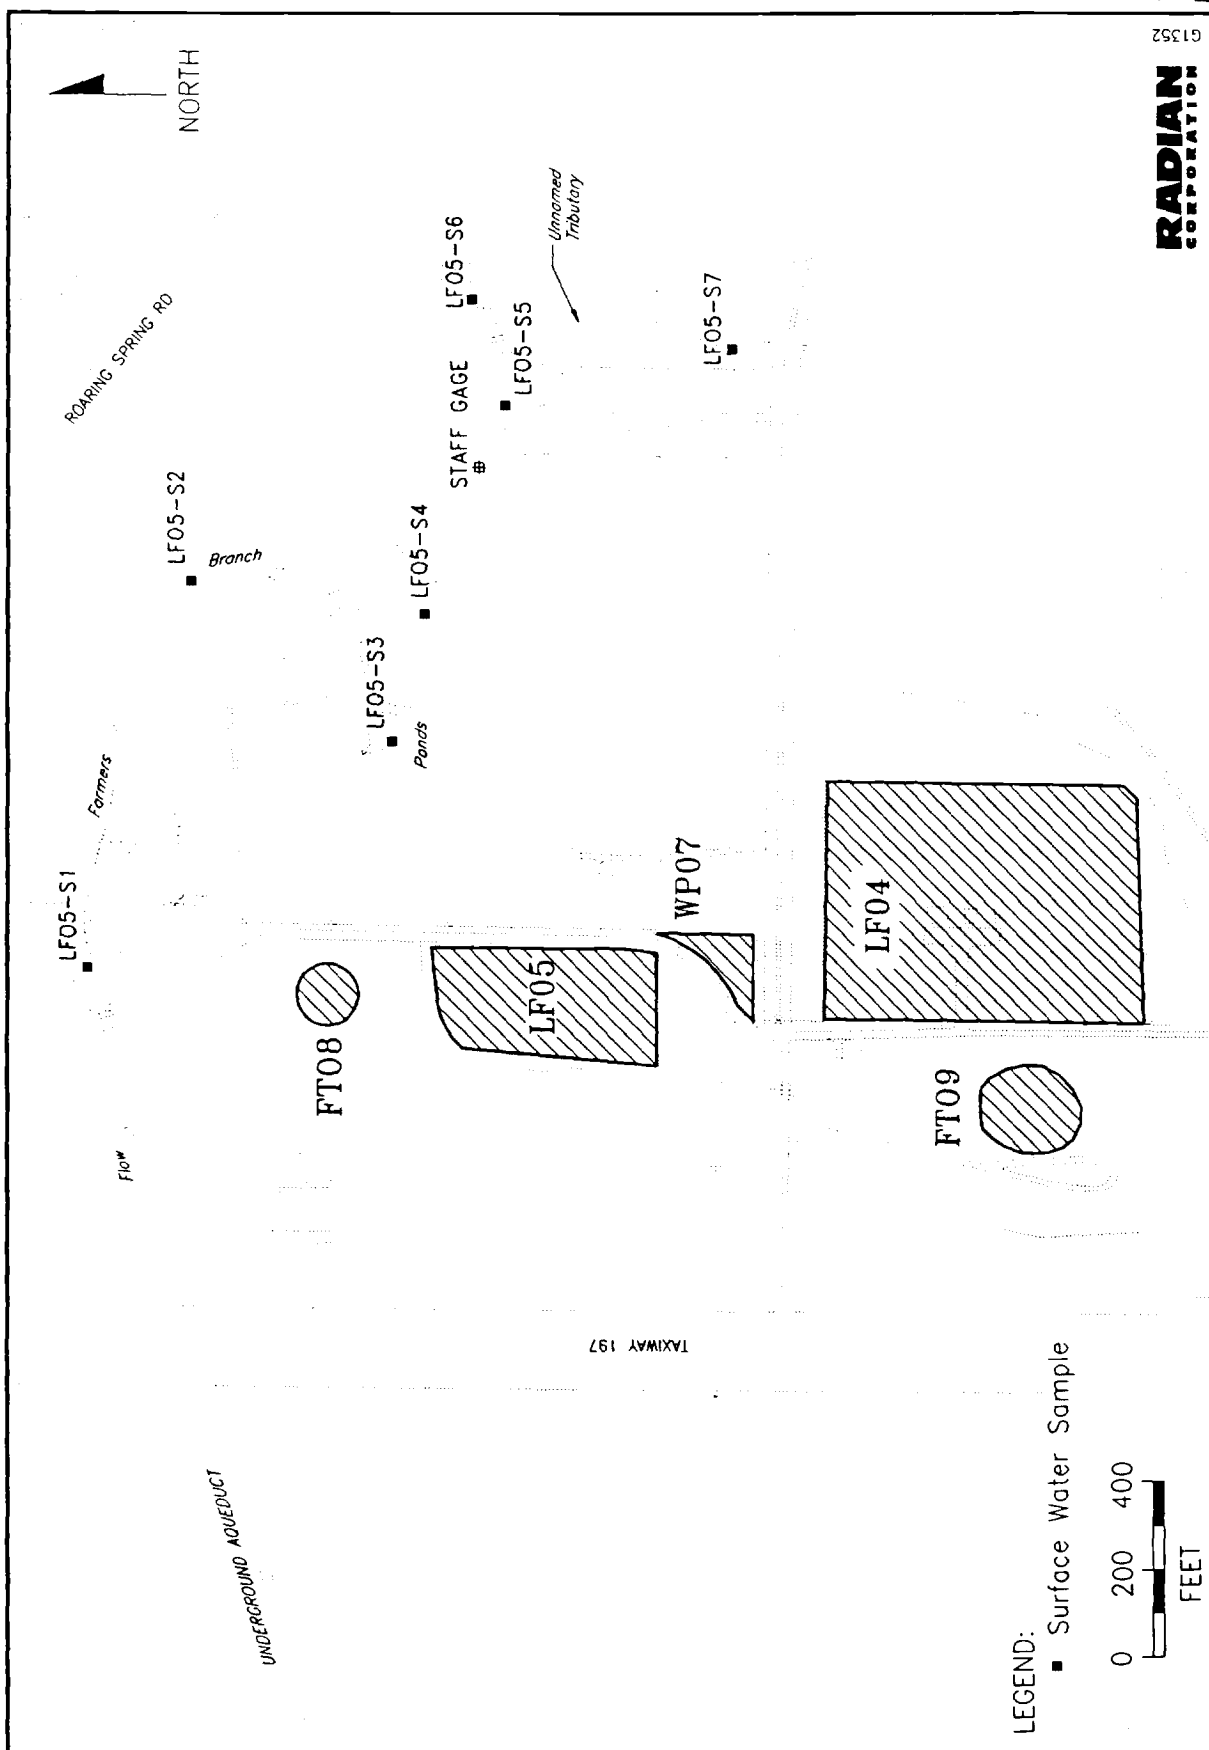 NORTH
ROARING SPRING RD
LF05-S1
Farmers
LF05-S2
Branch
Flow
LF05-S3
Ponds
LF05-S4
STAFF GAGE
LF05-S6
LF05-S5
Unnamed
Tributary
LF05-S7
FT08
LF05
WP07
LF04
FT09
TAXIWAY 197
UNDERGROUND AQUEDUCT
LEGEND:
Surface Water Sample
0 200 400
FEET
RADIAN
CORPORATION
G1352